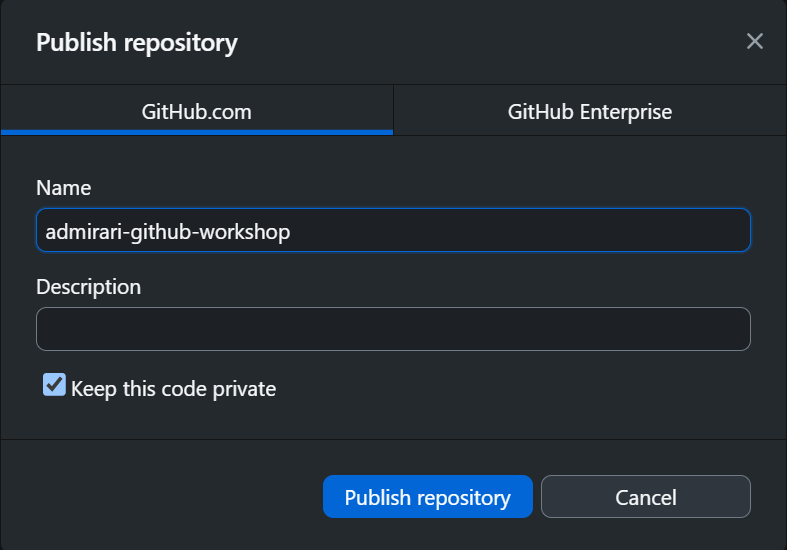 Publish repository
GitHub.com
GitHub Enterprise
Name
admirari-github-workshop
Description
Keep this code private
Publish repository
Cancel